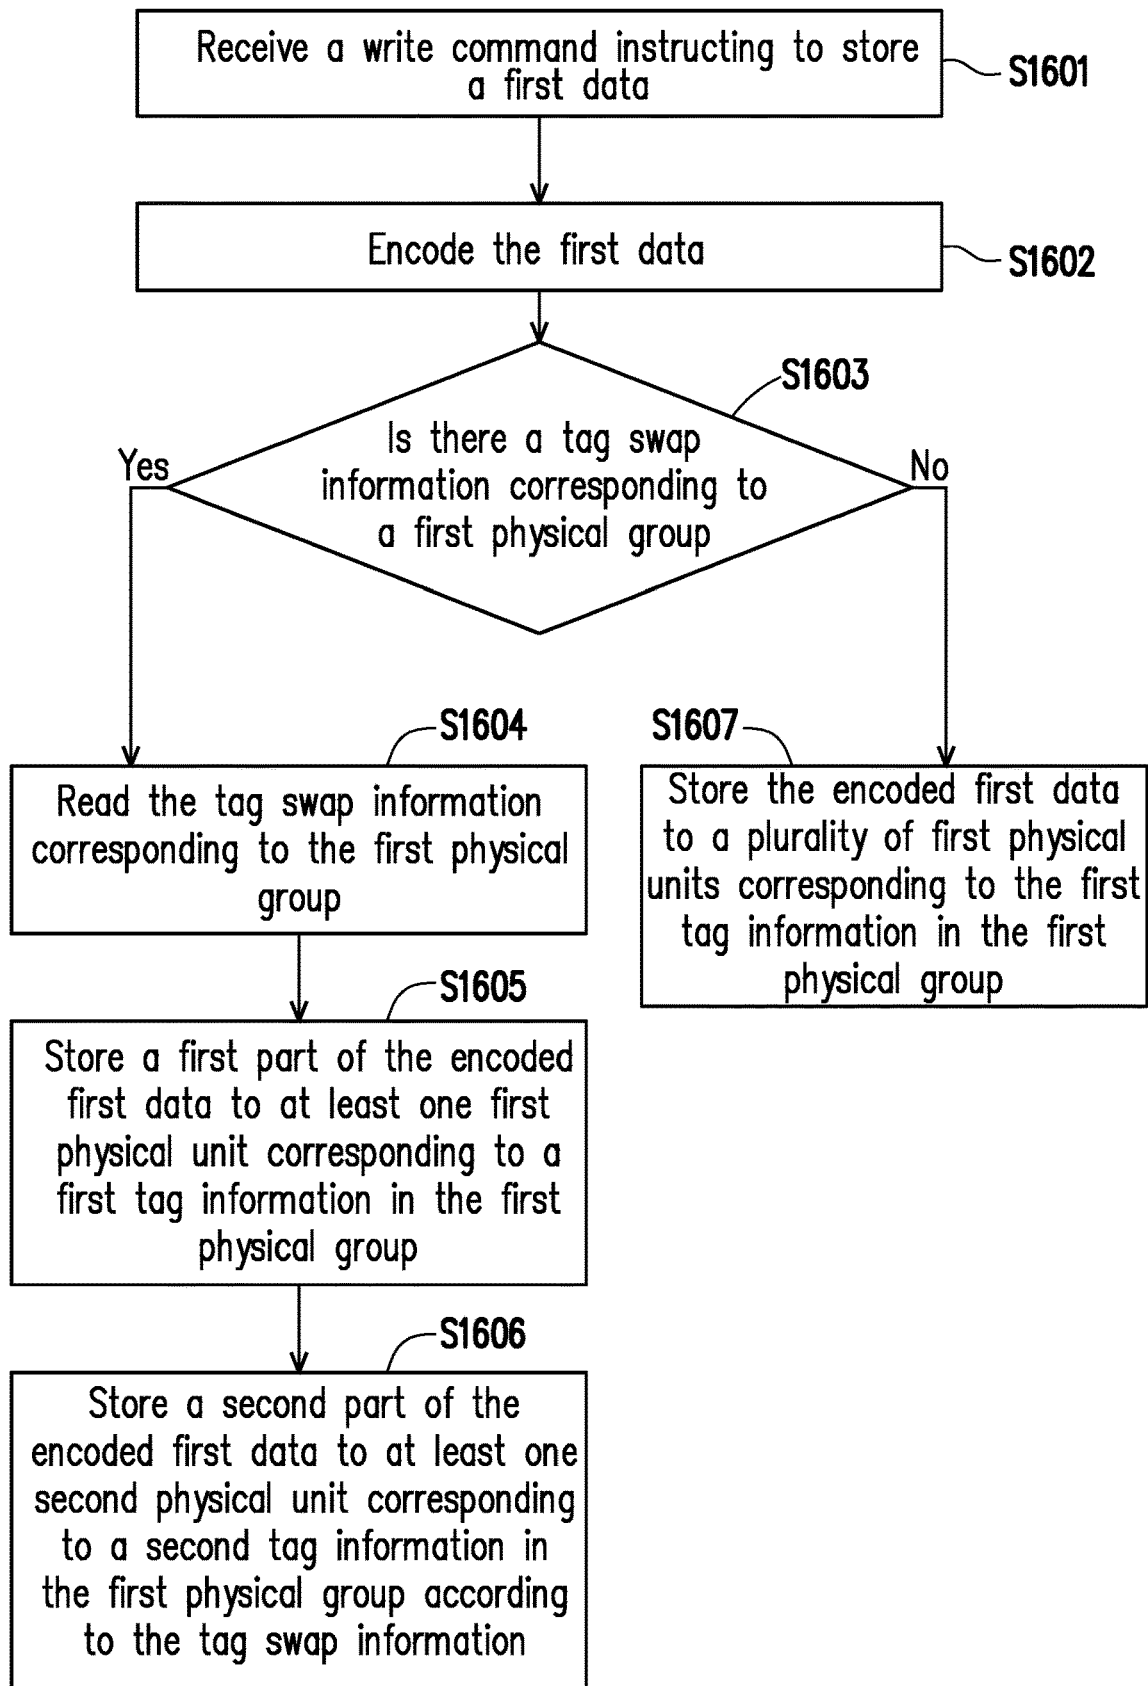 Receive a write command instructing to store
a first data
S1601
Encode the first data
S1602
S1603
Is there a tag swap
information corresponding to
a first physical group
Yes
No
S1604
Read the tag swap information
corresponding to the first physical
group
S1607
Store the encoded first data
to a plurality of first physical
units corresponding to the first
tag information in the first
physical group
S1605
Store a first part of the encoded
first data to at least one first
physical unit corresponding to a
first tag information in the first
physical group
S1606
Store a second part of the
encoded first data to at least one
second physical unit corresponding
to a second tag information in
the first physical group according
to the tag swap information